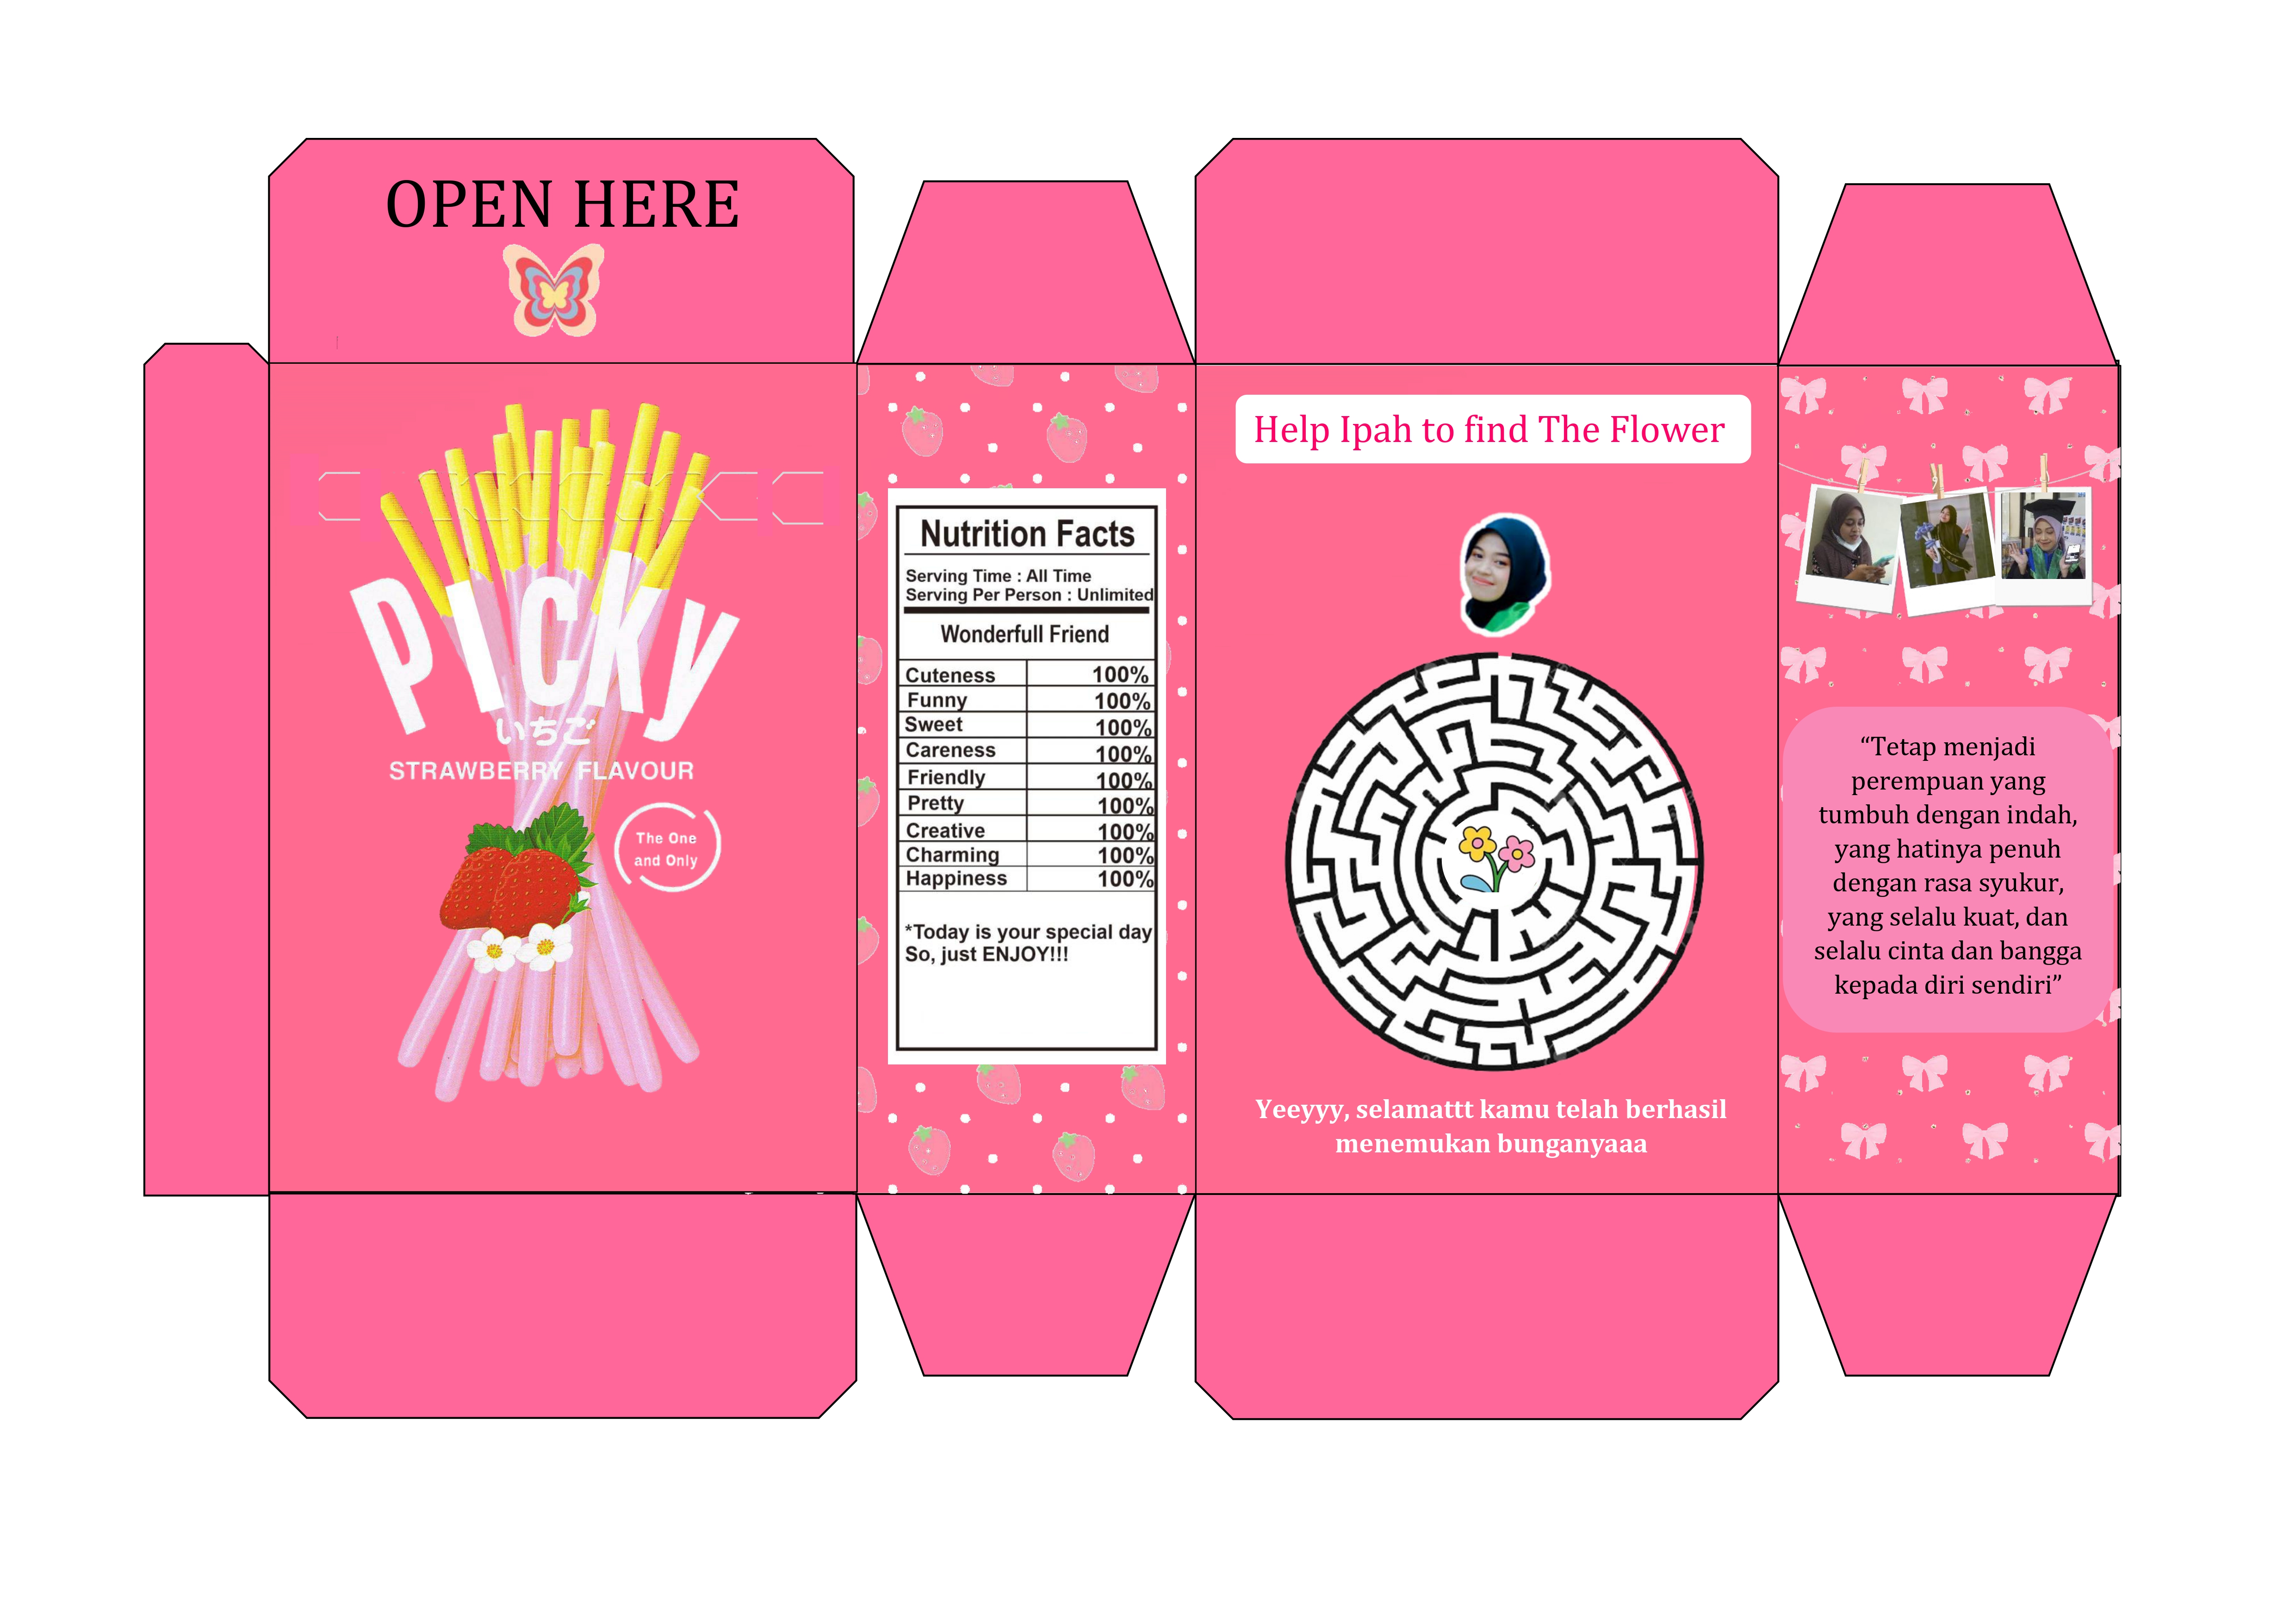 OPEN HERE
PICKY
いちご
STRAWBERRY FLAVOUR
The One
and Only
Nutrition Facts
Serving Time : All Time
Serving Per Person : Unlimited
Wonderfull Friend
Cuteness 100%
Funny 100%
Sweet 100%
Careness 100%
Friendly 100%
Pretty 100%
Creative 100%
Charming 100%
Happiness 100%
*Today is your special day
So, just ENJOY!!!
Help Ipah to find The Flower
Yeeyyy, selamattt kamu telah berhasil
menemukan bunganyaaa
“Tetap menjadi
perempuan yang
tumbuh dengan indah,
yang hatinya penuh
dengan rasa syukur,
yang selalu kuat, dan
selalu cinta dan bangga
kepada diri sendiri”